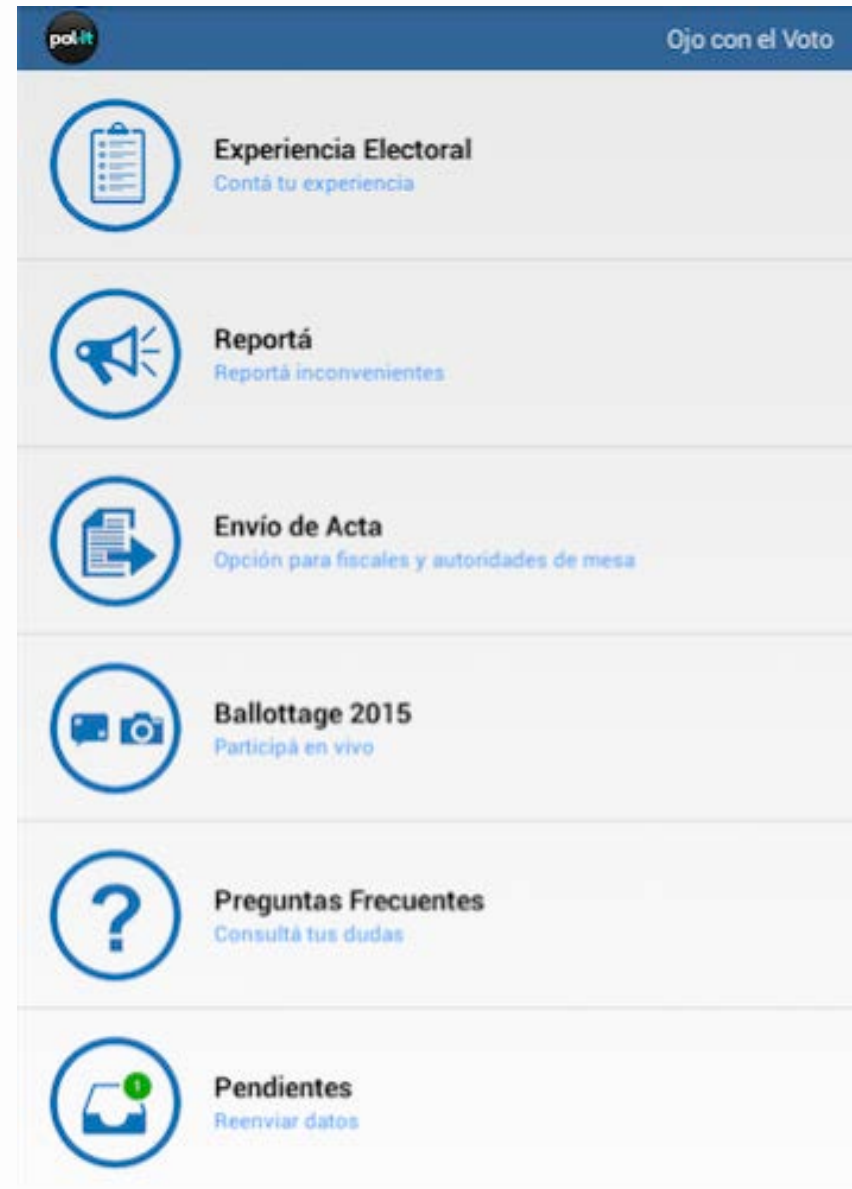 pol-it
Ojo con el Voto
Experiencia Electoral
Contá tu experiencia
Reportá
Reportá inconvenientes
Envío de Acta
Opción para fiscales y autoridades de mesa
Ballottage 2015
Participá en vivo
Preguntas Frecuentes
Consultá tus dudas
?
1
Pendientes
Reenviar datos